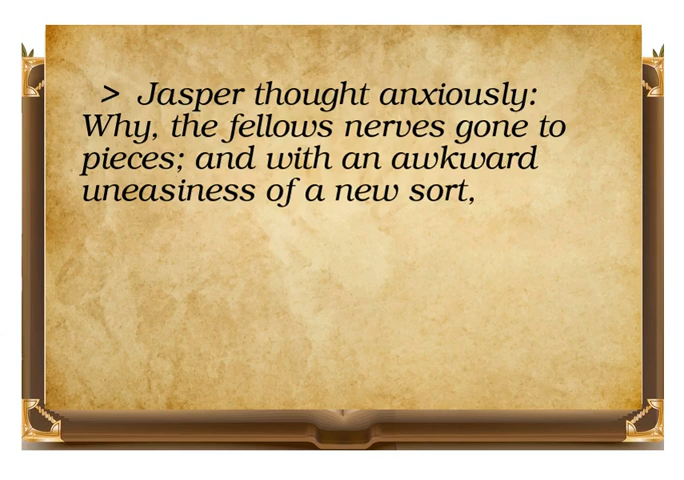 > Jasper thought anxiously:
Why, the fellows nerves gone to
pieces; and with an awkward
uneasiness of a new sort,